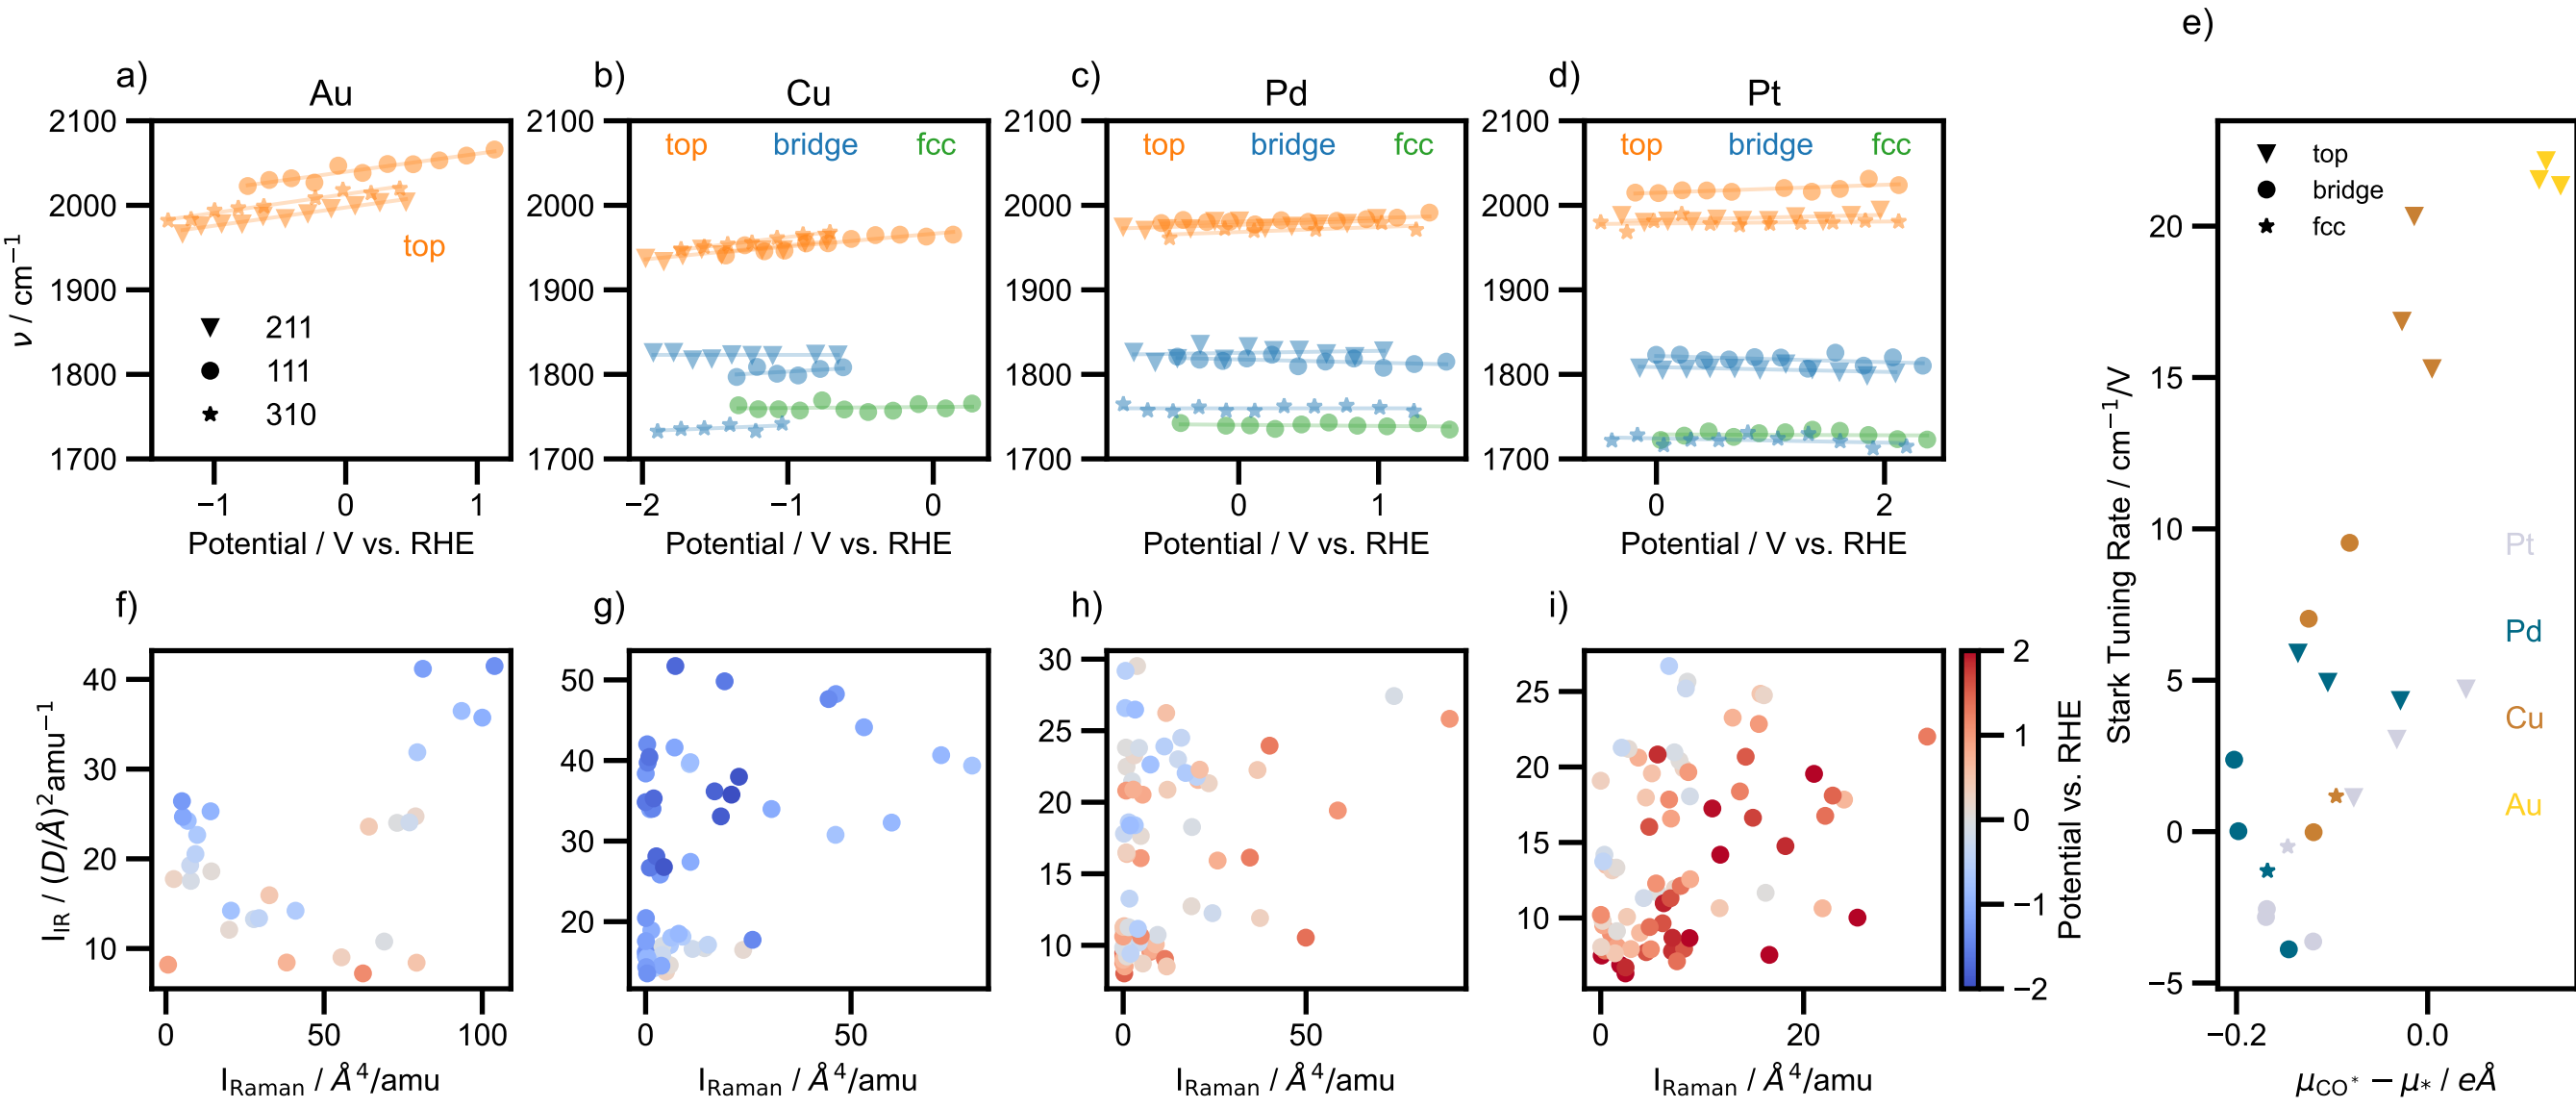 a)
Au
2100
2000
1900
1800
1700
ν / cm⁻¹
top
211
111
310
−1
0
1
Potential / V vs. RHE
b)
Cu
2100
2000
1900
1800
1700
top
bridge
fcc
−2
−1
0
Potential / V vs. RHE
c)
Pd
2100
2000
1900
1800
1700
top
bridge
fcc
0
1
Potential / V vs. RHE
d)
Pt
2100
2000
1900
1800
1700
top
bridge
fcc
0
2
Potential / V vs. RHE
e)
top
bridge
fcc
20
15
10
5
0
−5
Stark Tuning Rate / cm⁻¹/V
Pt
Pd
Cu
Au
−0.2
0.0
μ_CO* − μ_* / eÅ
f)
40
30
20
10
I_IR / (D/Å)²amu⁻¹
0
50
100
I_Raman / Å⁴/amu
g)
50
40
30
20
0
50
I_Raman / Å⁴/amu
h)
30
25
20
15
10
0
50
I_Raman / Å⁴/amu
i)
25
20
15
10
0
20
I_Raman / Å⁴/amu
2
1
0
−1
−2
Potential vs. RHE